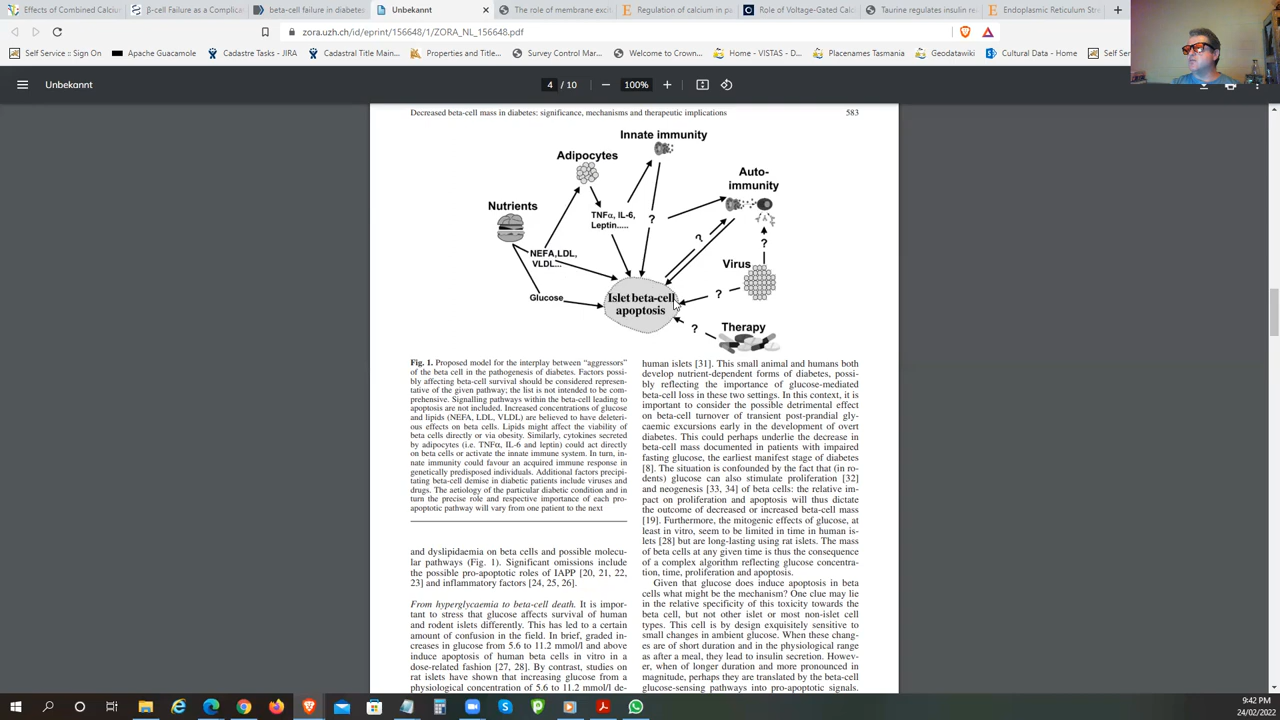 Effects of Combined Calciu
β-cell Failure as a Complica
beta-cell failure in diabetes
Unbekannt
The role of membrane exci
Regulation of calcium in pa
Role of Voltage-Gated Calc
Taurine regulates insulin re
Endoplasmic Reticulum Stre
zora.uzh.ch/id/eprint/156648/1/ZORA_NL_156648.pdf
Self Service :: Sign On
Apache Guacamole
Cadastre Tasks - JIRA
Cadastral Title Main...
Property and Title...
Survey Control Mar...
Welcome to Crown...
Home - VISTAS - D...
Placenames Tasmania
Geodatawiki
Cultural Data - Home
Self Serv
Unbekannt
4 / 10
100%
Decreased beta-cell mass in diabetes: significance, mechanisms and therapeutic implications
583
Innate immunity
Adipocytes
Auto-
immunity
Nutrients
TNFα, IL-6,
Leptin.....
?
?
?
NEFA,LDL,
VLDL...
Virus
Glucose
Islet beta-cell
apoptosis
?
?
Therapy
Fig. 1. Proposed model for the interplay between “aggressors”
of the beta cell in the pathogenesis of diabetes. Factors possi-
bly affecting beta-cell survival should be considered represen-
tative of the given pathway; the list is not intended to be com-
prehensive. Signalling pathways within the beta-cell leading to
apoptosis are not included. Increased concentrations of glucose
and lipids (NEFA, LDL, VLDL) are believed to have deleteri-
ous effects on beta cells. Lipids might affect the viability of
beta cells directly or via obesity. Similarly, cytokines secreted
by adipocytes (i.e. TNFα, IL-6 and leptin) could act directly
on beta cells or activate the innate immune system. In turn, in-
nate immunity could favour an acquired immune response in
genetically predisposed individuals. Additional factors precipi-
tating beta-cell demise in diabetic patients include viruses and
drugs. The aetiology of the particular diabetic condition and in
turn the precise role and respective importance of each pro-
apoptotic pathway will vary from one patient to the next
and dyslipidaemia on beta cells and possible molecu-
lar pathways (Fig. 1). Significant omissions include
the possible pro-apoptotic roles of IAPP [20, 21, 22,
23] and inflammatory factors [24, 25, 26].
From hyperglycaemia to beta-cell death. It is impor-
tant to stress that glucose affects survival of human
and rodent islets differently. This has led to a certain
amount of confusion in the field. In brief, graded in-
creases in glucose from 5.6 to 11.2 mmol/l and above
induce apoptosis of human beta cells in vitro in a
dose-related fashion [27, 28]. By contrast, studies on
rat islets have shown that increasing glucose from a
physiological concentration of 5.6 to 11.2 mmol/l de-
human islets [31]. This small animal and humans both
develop nutrient-dependent forms of diabetes, possi-
bly reflecting the importance of glucose-mediated
beta-cell loss in these two settings. In this context, it is
important to consider the possible detrimental effect
on beta-cell turnover of transient post-prandial gly-
caemic excursions early in the development of overt
diabetes. This could perhaps underlie the decrease in
beta-cell mass documented in patients with impaired
fasting glucose, the earliest manifest stage of diabetes
[8]. The situation is confounded by the fact that (in ro-
dents) glucose can also stimulate proliferation [32]
and neogenesis [33, 34] of beta cells: the relative im-
pact on proliferation and apoptosis will thus dictate
the outcome of decreased or increased beta-cell mass
[19]. Furthermore, the mitogenic effects of glucose, at
least in vitro, seem to be limited in time in human is-
lets [28] but are long-lasting using rat islets. The mass
of beta cells at any given time is thus the consequence
of a complex algorithm reflecting glucose concentra-
tion, time, proliferation and apoptosis.
Given that glucose does induce apoptosis in beta
cells what might be the mechanism? One clue may lie
in the relative specificity of this toxicity towards the
beta cell, but not other islet or most non-islet cell
types. This cell is by design exquisitely sensitive to
small changes in ambient glucose. When these chang-
es are of short duration and in the physiological range
as after a meal, they lead to insulin secretion. Howev-
er, when of longer duration and more pronounced in
magnitude, perhaps they are translated by the beta-cell
glucose-sensing pathways into pro-apoptotic signals.
9:42 PM
24/02/2022